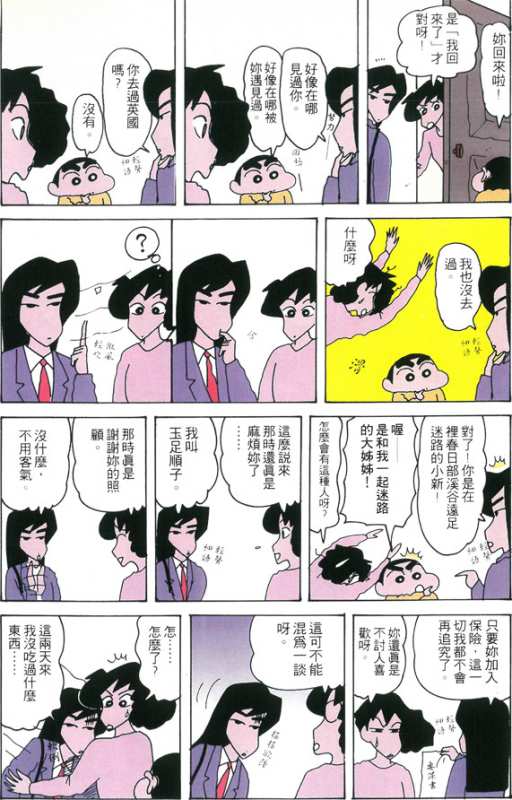 妳回來啦！
是「我回
來了」才
對呀！
好像在哪
見過你。
好像在哪被
妳遇見過。
你去過英國
嗎？
沒有。
我也沒去
過。
什麼呀
？
對了！你是在
裡春日部溪谷遠足
迷路的小新！
喔──
是和我一起迷路
的大姊姊！
怎麼會有這種人呀？
這麼說來
那時還真是
麻煩妳了
……
我叫
玉足順子。
那時真是
謝謝妳的照
顧。
沒什麼，
不用客氣。
只要妳加入
保險，這一
切我都不會
再追究了。
妳還真是
不討人喜
歡呀。
這可不能
混爲一談
呀。
怎……
怎麼了？
這兩天來
我沒吃過什麼
東西……